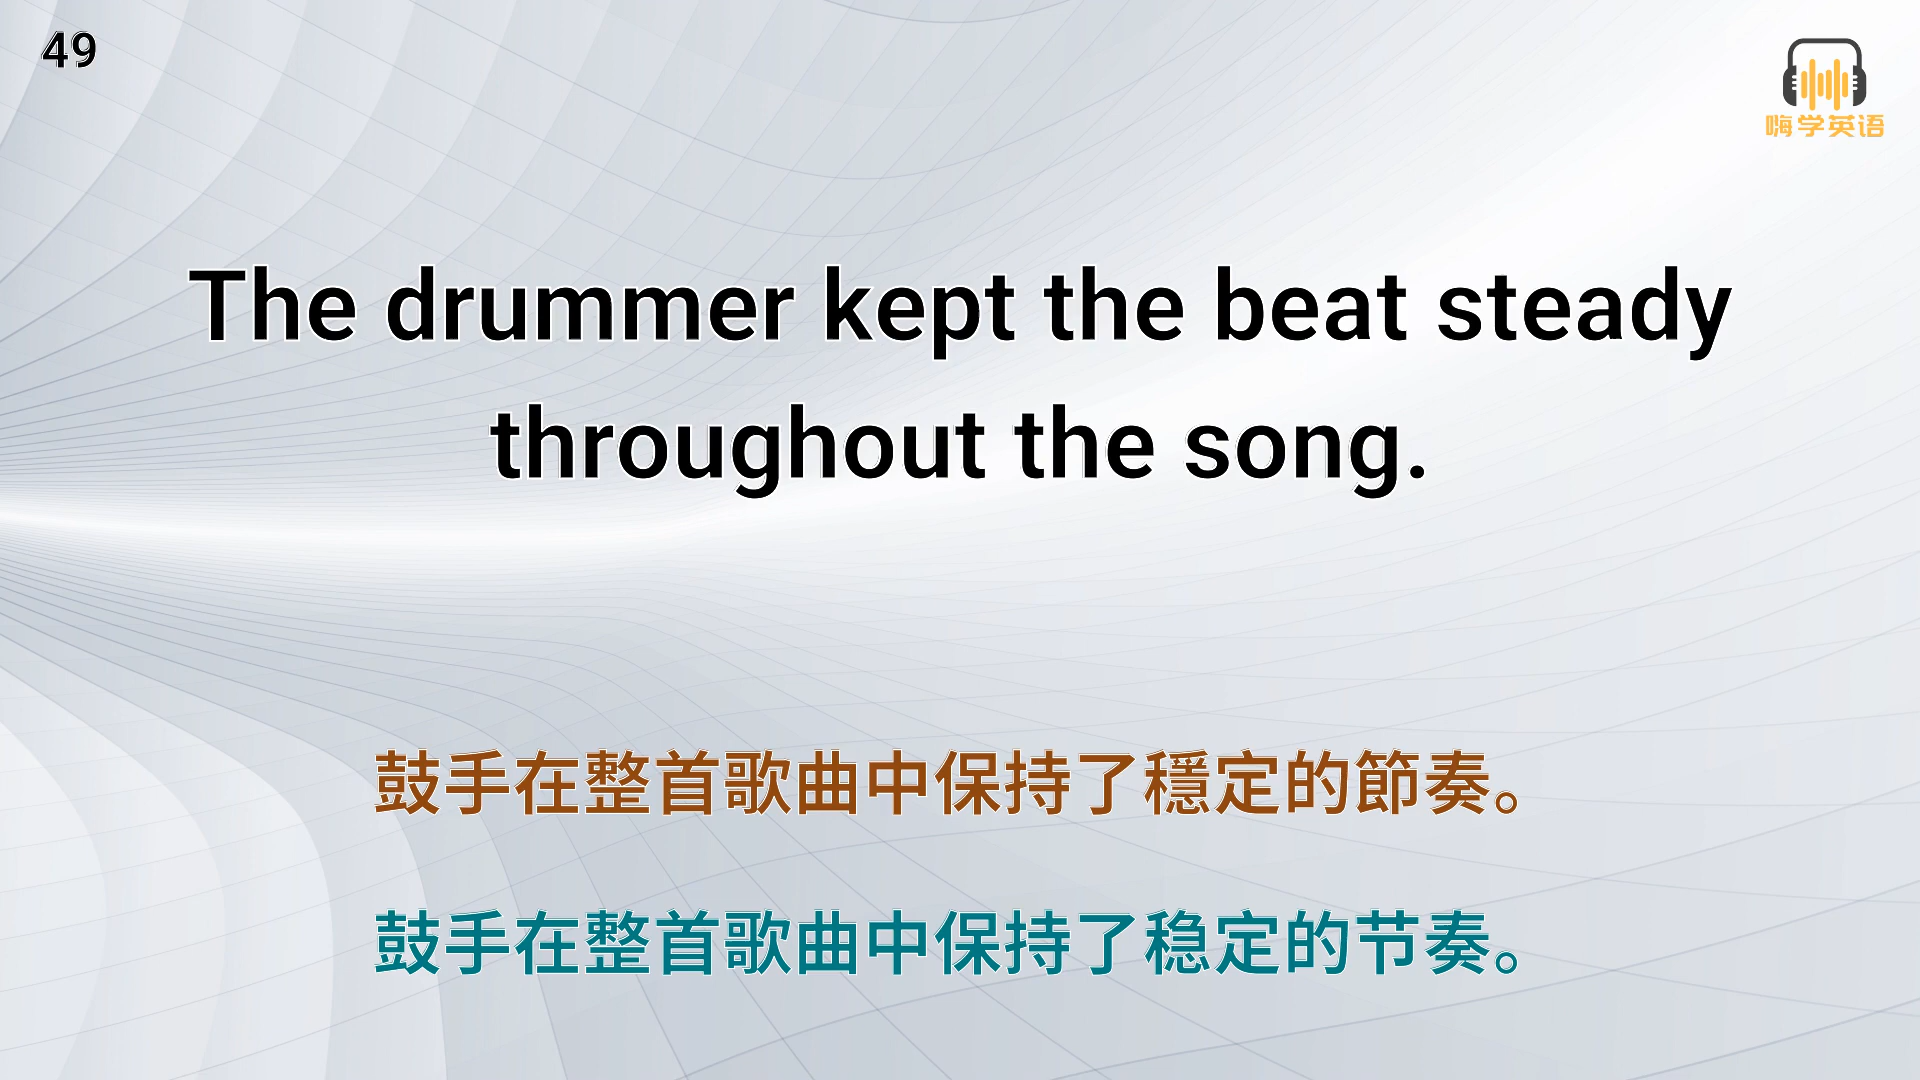 49
嗨学英语
The drummer kept the beat steady
throughout the song.
鼓手在整首歌曲中保持了穩定的節奏。
鼓手在整首歌曲中保持了稳定的节奏。